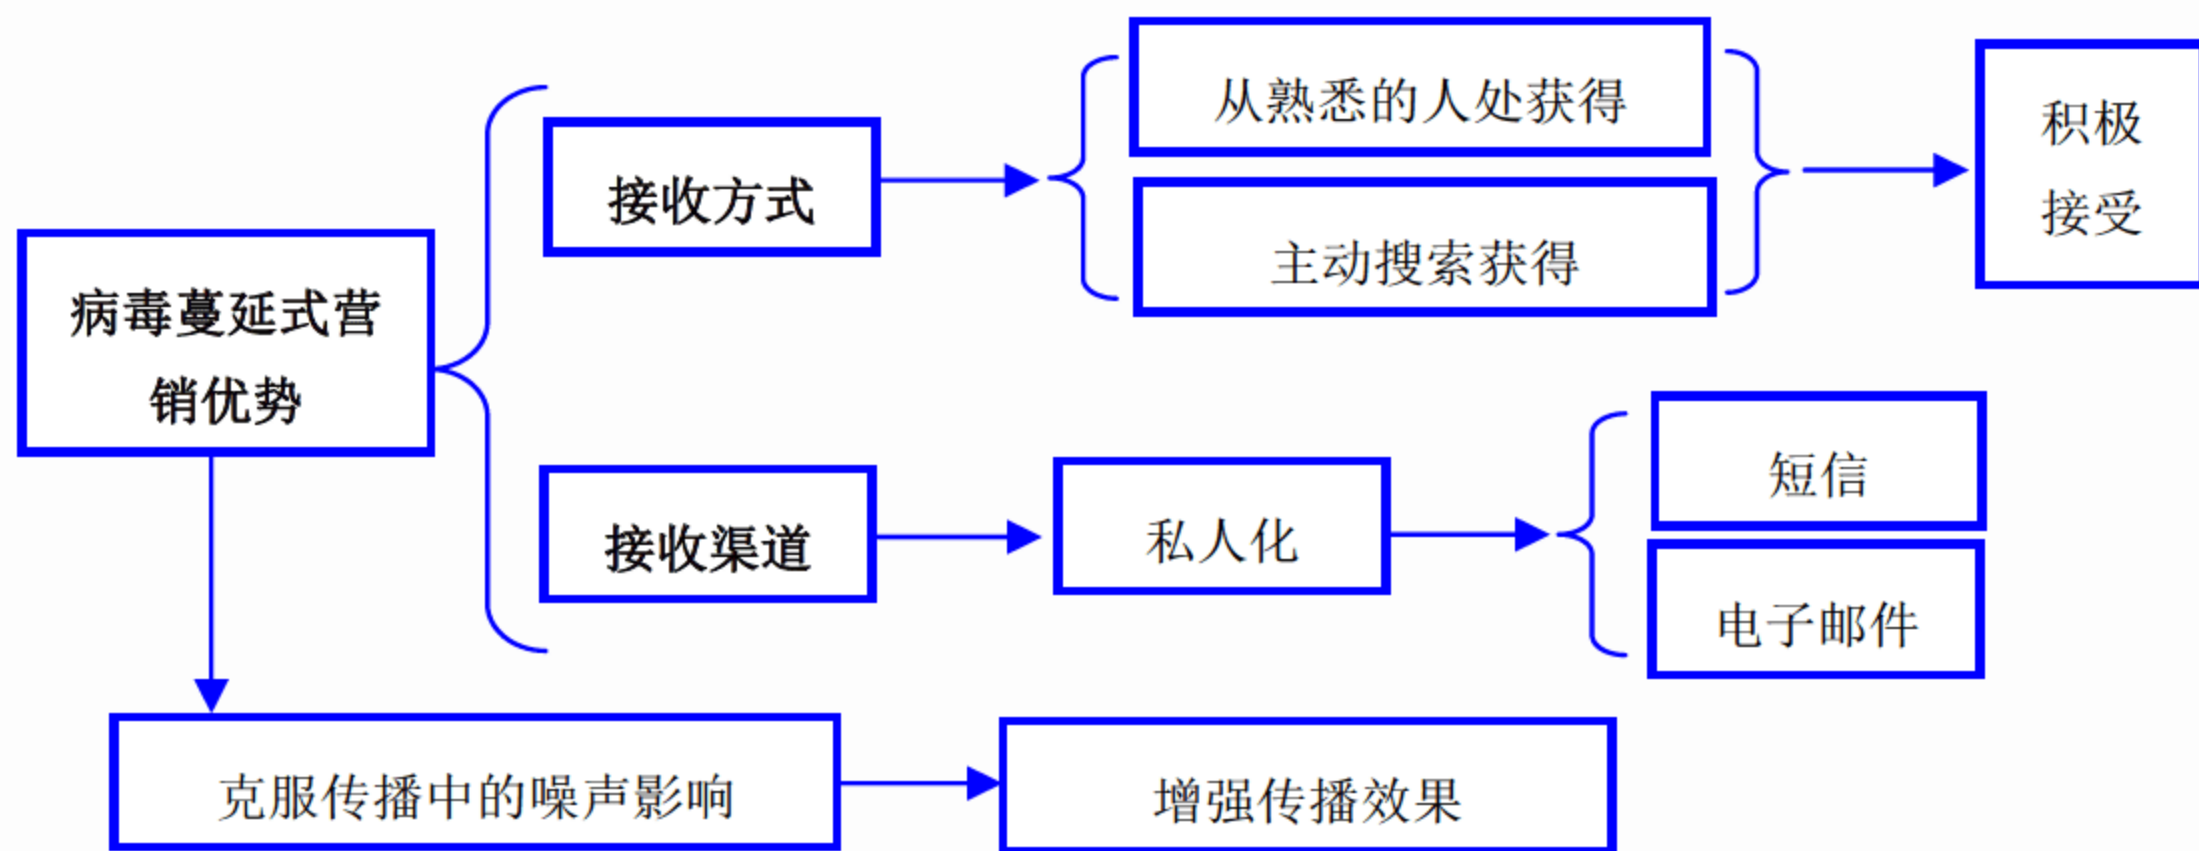 从熟悉的人处获得
积极
接受
接收方式
主动搜索获得
病毒蔓延式营
销优势
短信
接收渠道
私人化
电子邮件
克服传播中的噪声影响
增强传播效果